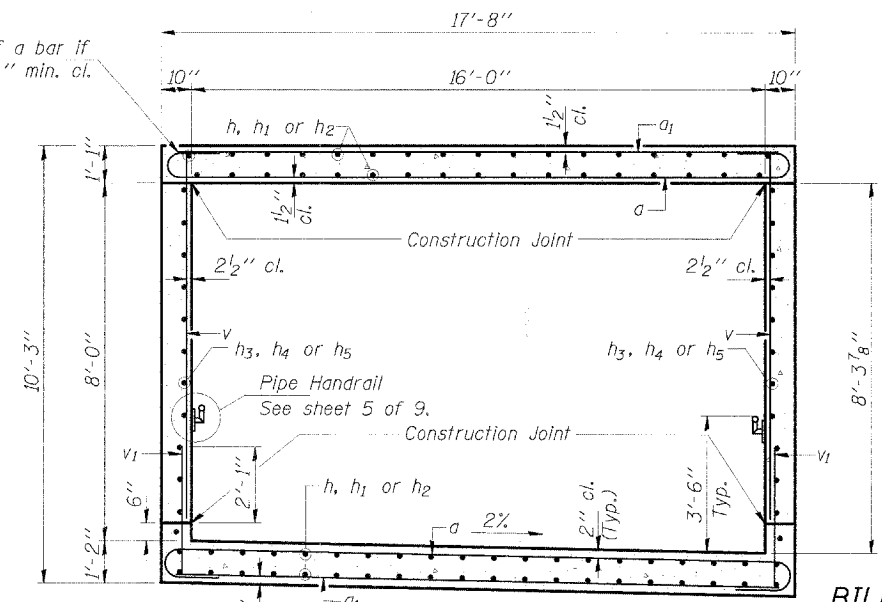 17'-8"
f a bar if
" min. cl.
10"
16'-0"
10"
1½"
cl.
h, h1 or h2
a1
1'-1"
1½"
cl.
a
Construction Joint
2½" cl.
2½" cl.
v
v
h3, h4 or h5
h3, h4 or h5
10'-3"
8'-0"
8'-3⅞"
Pipe Handrail
See sheet 5 of 9.
Construction Joint
v1
v1
6"
2'-1"
3'-6"
Typ.
h, h1 or h2
a
2%
2" cl.
(Typ.)
1'-2"
a1
BILL